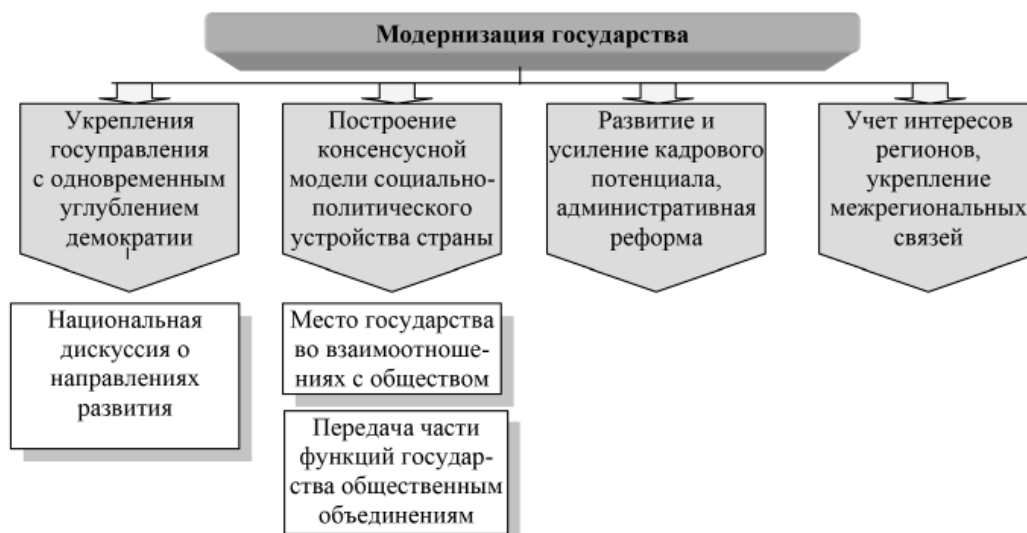 Модернизация государства
Укрепления
госуправления
с одновременным
углублением
демократии
Построение
консенсусной
модели социально-
политического
устройства страны
Развитие и
усиление кадрового
потенциала,
административная
реформа
Учет интересов
регионов,
укрепление
межрегиональных
связей
Национальная
дискуссия о
направлениях
развития
Место государства
во взаимоотноше-
ниях с обществом
Передача части
функций государ-
ства общественным
объединениям